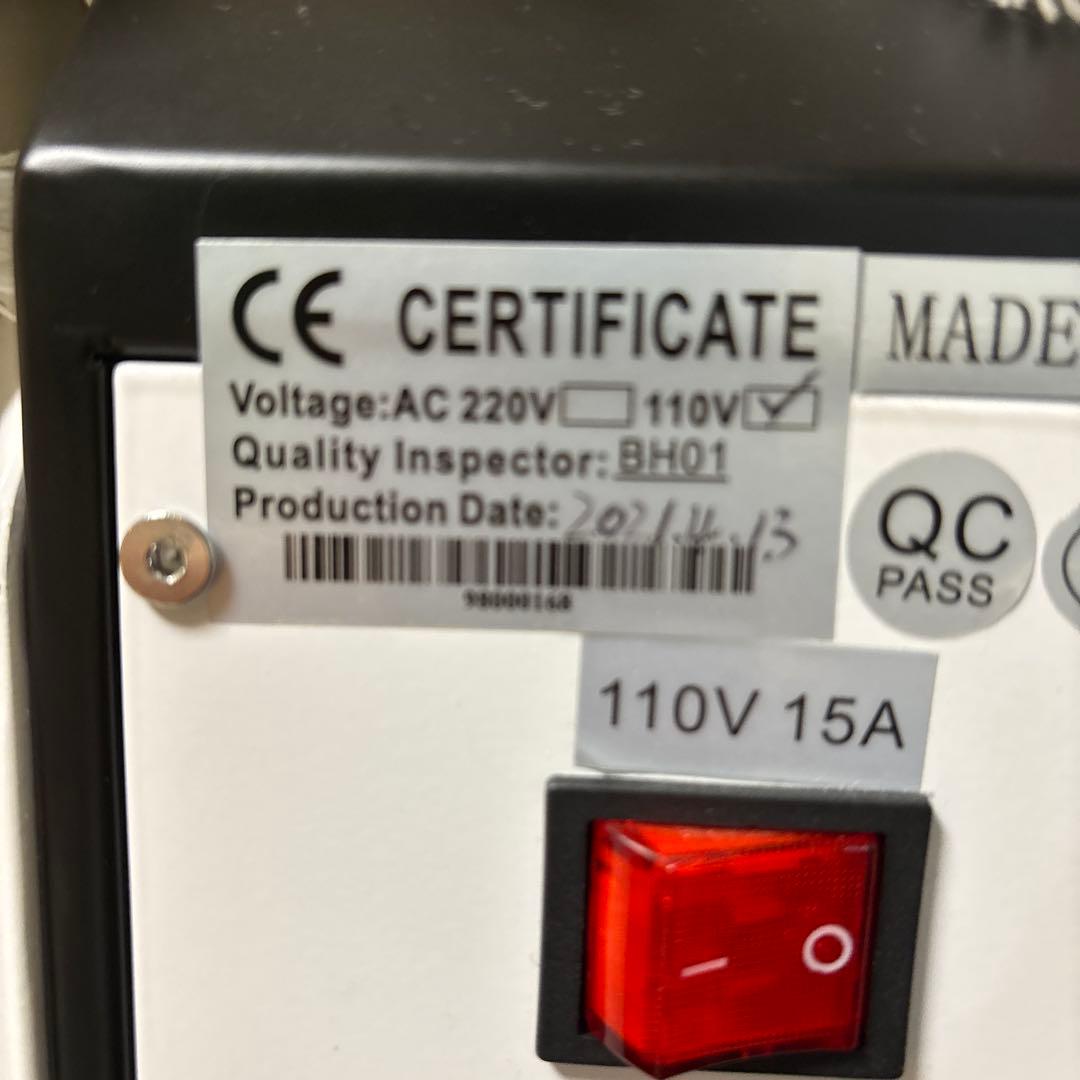 CE CERTIFICATE
Voltage:AC 220V 110V
Quality Inspector: BH01
Production Date: 2021.4.13
98000168
MADE
QC
PASS
110V 15A